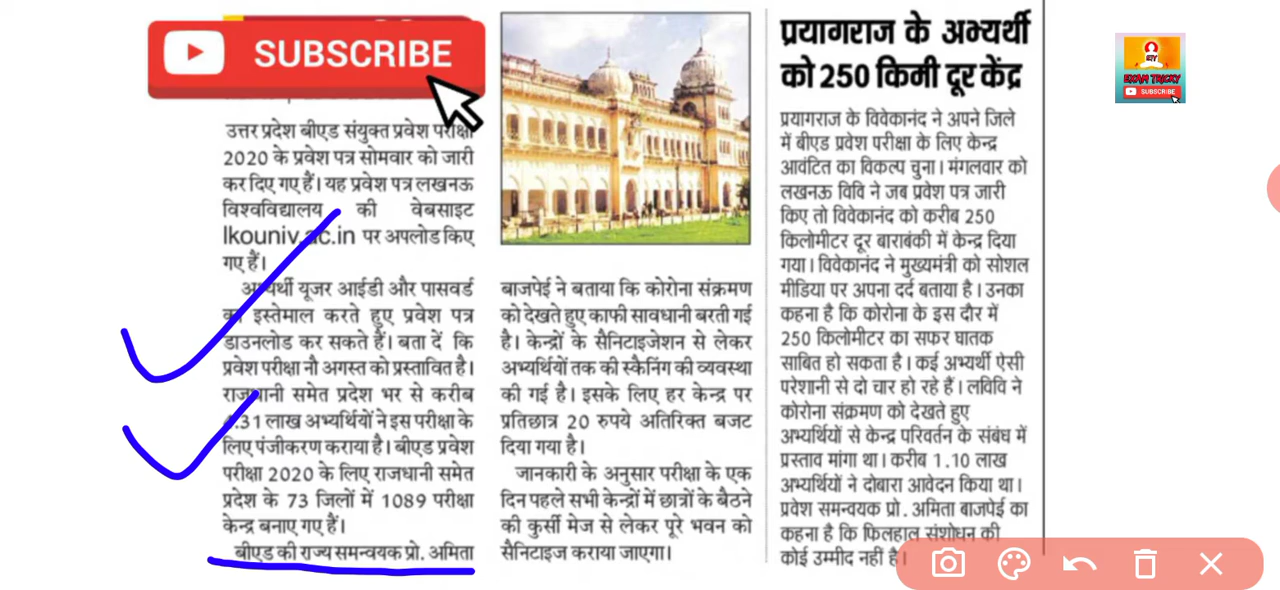 SUBSCRIBE
उत्तर प्रदेश बीएड संयुक्त प्रवेश परीक्षा
2020 के प्रवेश पत्र सोमवार को जारी
कर दिए गए हैं। यह प्रवेश पत्र लखनऊ
विश्वविद्यालय की वेबसाइट
lkouniv.ac.in पर अपलोड किए
गए हैं।
अभ्यर्थी यूजर आईडी और पासवर्ड
का इस्तेमाल करते हुए प्रवेश पत्र
डाउनलोड कर सकते हैं। बता दें कि
प्रवेश परीक्षा नौ अगस्त को प्रस्तावित है।
राजधानी समेत प्रदेश भर से करीब
.31 लाख अभ्यर्थियों ने इस परीक्षा के
लिए पंजीकरण कराया है। बीएड प्रवेश
परीक्षा 2020 के लिए राजधानी समेत
प्रदेश के 73 जिलों में 1089 परीक्षा
केन्द्र बनाए गए हैं।
बीएड की राज्य समन्वयक प्रो. अमिता
बाजपेई ने बताया कि कोरोना संक्रमण
को देखते हुए काफी सावधानी बरती गई
है। केन्द्रों के सैनिटाइजेशन से लेकर
अभ्यर्थियों तक की स्कैनिंग की व्यवस्था
की गई है। इसके लिए हर केन्द्र पर
प्रतिछात्र 20 रुपये अतिरिक्त बजट
दिया गया है।
जानकारी के अनुसार परीक्षा के एक
दिन पहले सभी केन्द्रों में छात्रों के बैठने
की कुर्सी मेज से लेकर पूरे भवन को
सैनिटाइज कराया जाएगा।
प्रयागराज के अभ्यर्थी
को 250 किमी दूर केंद्र
प्रयागराज के विवेकानंद ने अपने जिले
में बीएड प्रवेश परीक्षा के लिए केन्द्र
आवंटित का विकल्प चुना। मंगलवार को
लखनऊ विवि ने जब प्रवेश पत्र जारी
किए तो विवेकानंद को करीब 250
किलोमीटर दूर बाराबंकी में केन्द्र दिया
गया। विवेकानंद ने मुख्यमंत्री को सोशल
मीडिया पर अपना दर्द बताया है। उनका
कहना है कि कोरोना के इस दौर में
250 किलोमीटर का सफर घातक
साबित हो सकता है। कई अभ्यर्थी ऐसी
परेशानी से दो चार हो रहे हैं। लविवि ने
कोरोना संक्रमण को देखते हुए
अभ्यर्थियों से केन्द्र परिवर्तन के संबंध में
प्रस्ताव मांगा था। करीब 1.10 लाख
अभ्यर्थियों ने दोबारा आवेदन किया था।
प्रवेश समन्वयक प्रो. अमिता बाजपेई का
कहना है कि फिलहाल संशोधन की
कोई उम्मीद नहीं है।
EXAM TRICKY
SUBSCRIBE